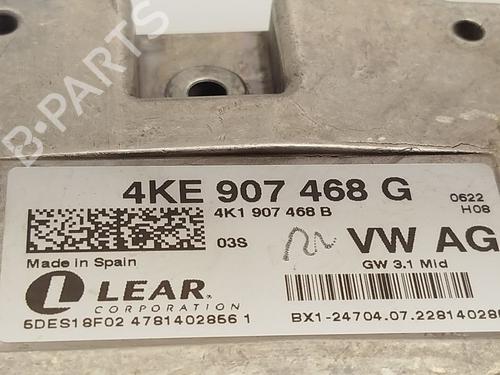 B-PARTS
4KE 907 468 G
0622
H08
4K1 907 468 B
03S
VW AG
Made in Spain
GW 3.1 Mid
LEAR
CORPORATION
5DES18F02 4781402856 1
BX1-24704.07.228140285